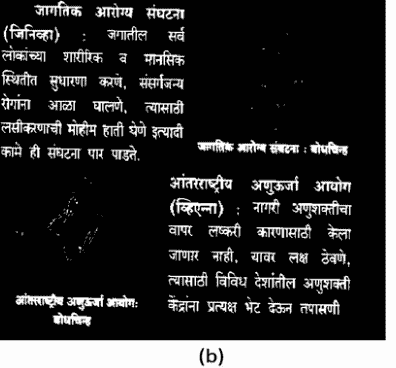 जागतिक आरोग्य संघटना
(जिनिव्हा) : जगातील सर्व
लोकांच्या शारीरिक व मानसिक
स्थितीत सुधारणा करणे, संसर्गजन्य
रोगांना आळा घालणे, त्यासाठी
लसीकरणाची मोहीम हाती घेणे इत्यादी
कामे ही संघटना पार पाडते.
जागतिक आरोग्य संघटना : बोधचिन्ह
आंतरराष्ट्रीय अणुऊर्जा आयोग
(व्हिएन्ना) : नागरी अणुशक्तीचा
वापर लष्करी कारणासाठी केला
जाणार नाही, यावर लक्ष ठेवणे,
त्यासाठी विविध देशांतील अणुशक्ती
केंद्रांना प्रत्यक्ष भेट देऊन तपासणी
आंतरराष्ट्रीय अणुऊर्जा आयोग:
बोधचिन्ह
(b)